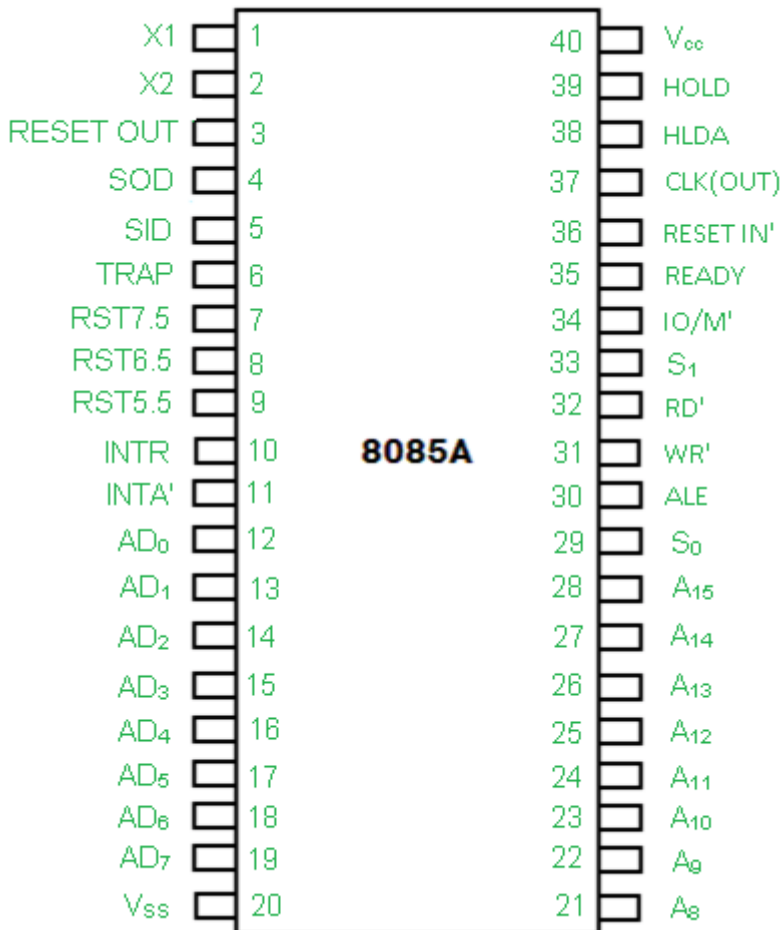 X1 1 40 Vcc
X2 2 39 HOLD
RESET OUT 3 38 HLDA
SOD 4 37 CLK(OUT)
SID 5 36 RESET IN'
TRAP 6 35 READY
RST7.5 7 34 IO/M'
RST6.5 8 33 S₁
RST5.5 9 32 RD'
INTR 10 8085A 31 WR'
INTA' 11 30 ALE
AD₀ 12 29 S₀
AD₁ 13 28 A₁₅
AD₂ 14 27 A₁₄
AD₃ 15 26 A₁₃
AD₄ 16 25 A₁₂
AD₅ 17 24 A₁₁
AD₆ 18 23 A₁₀
AD₇ 19 22 A₉
Vss 20 21 A₈